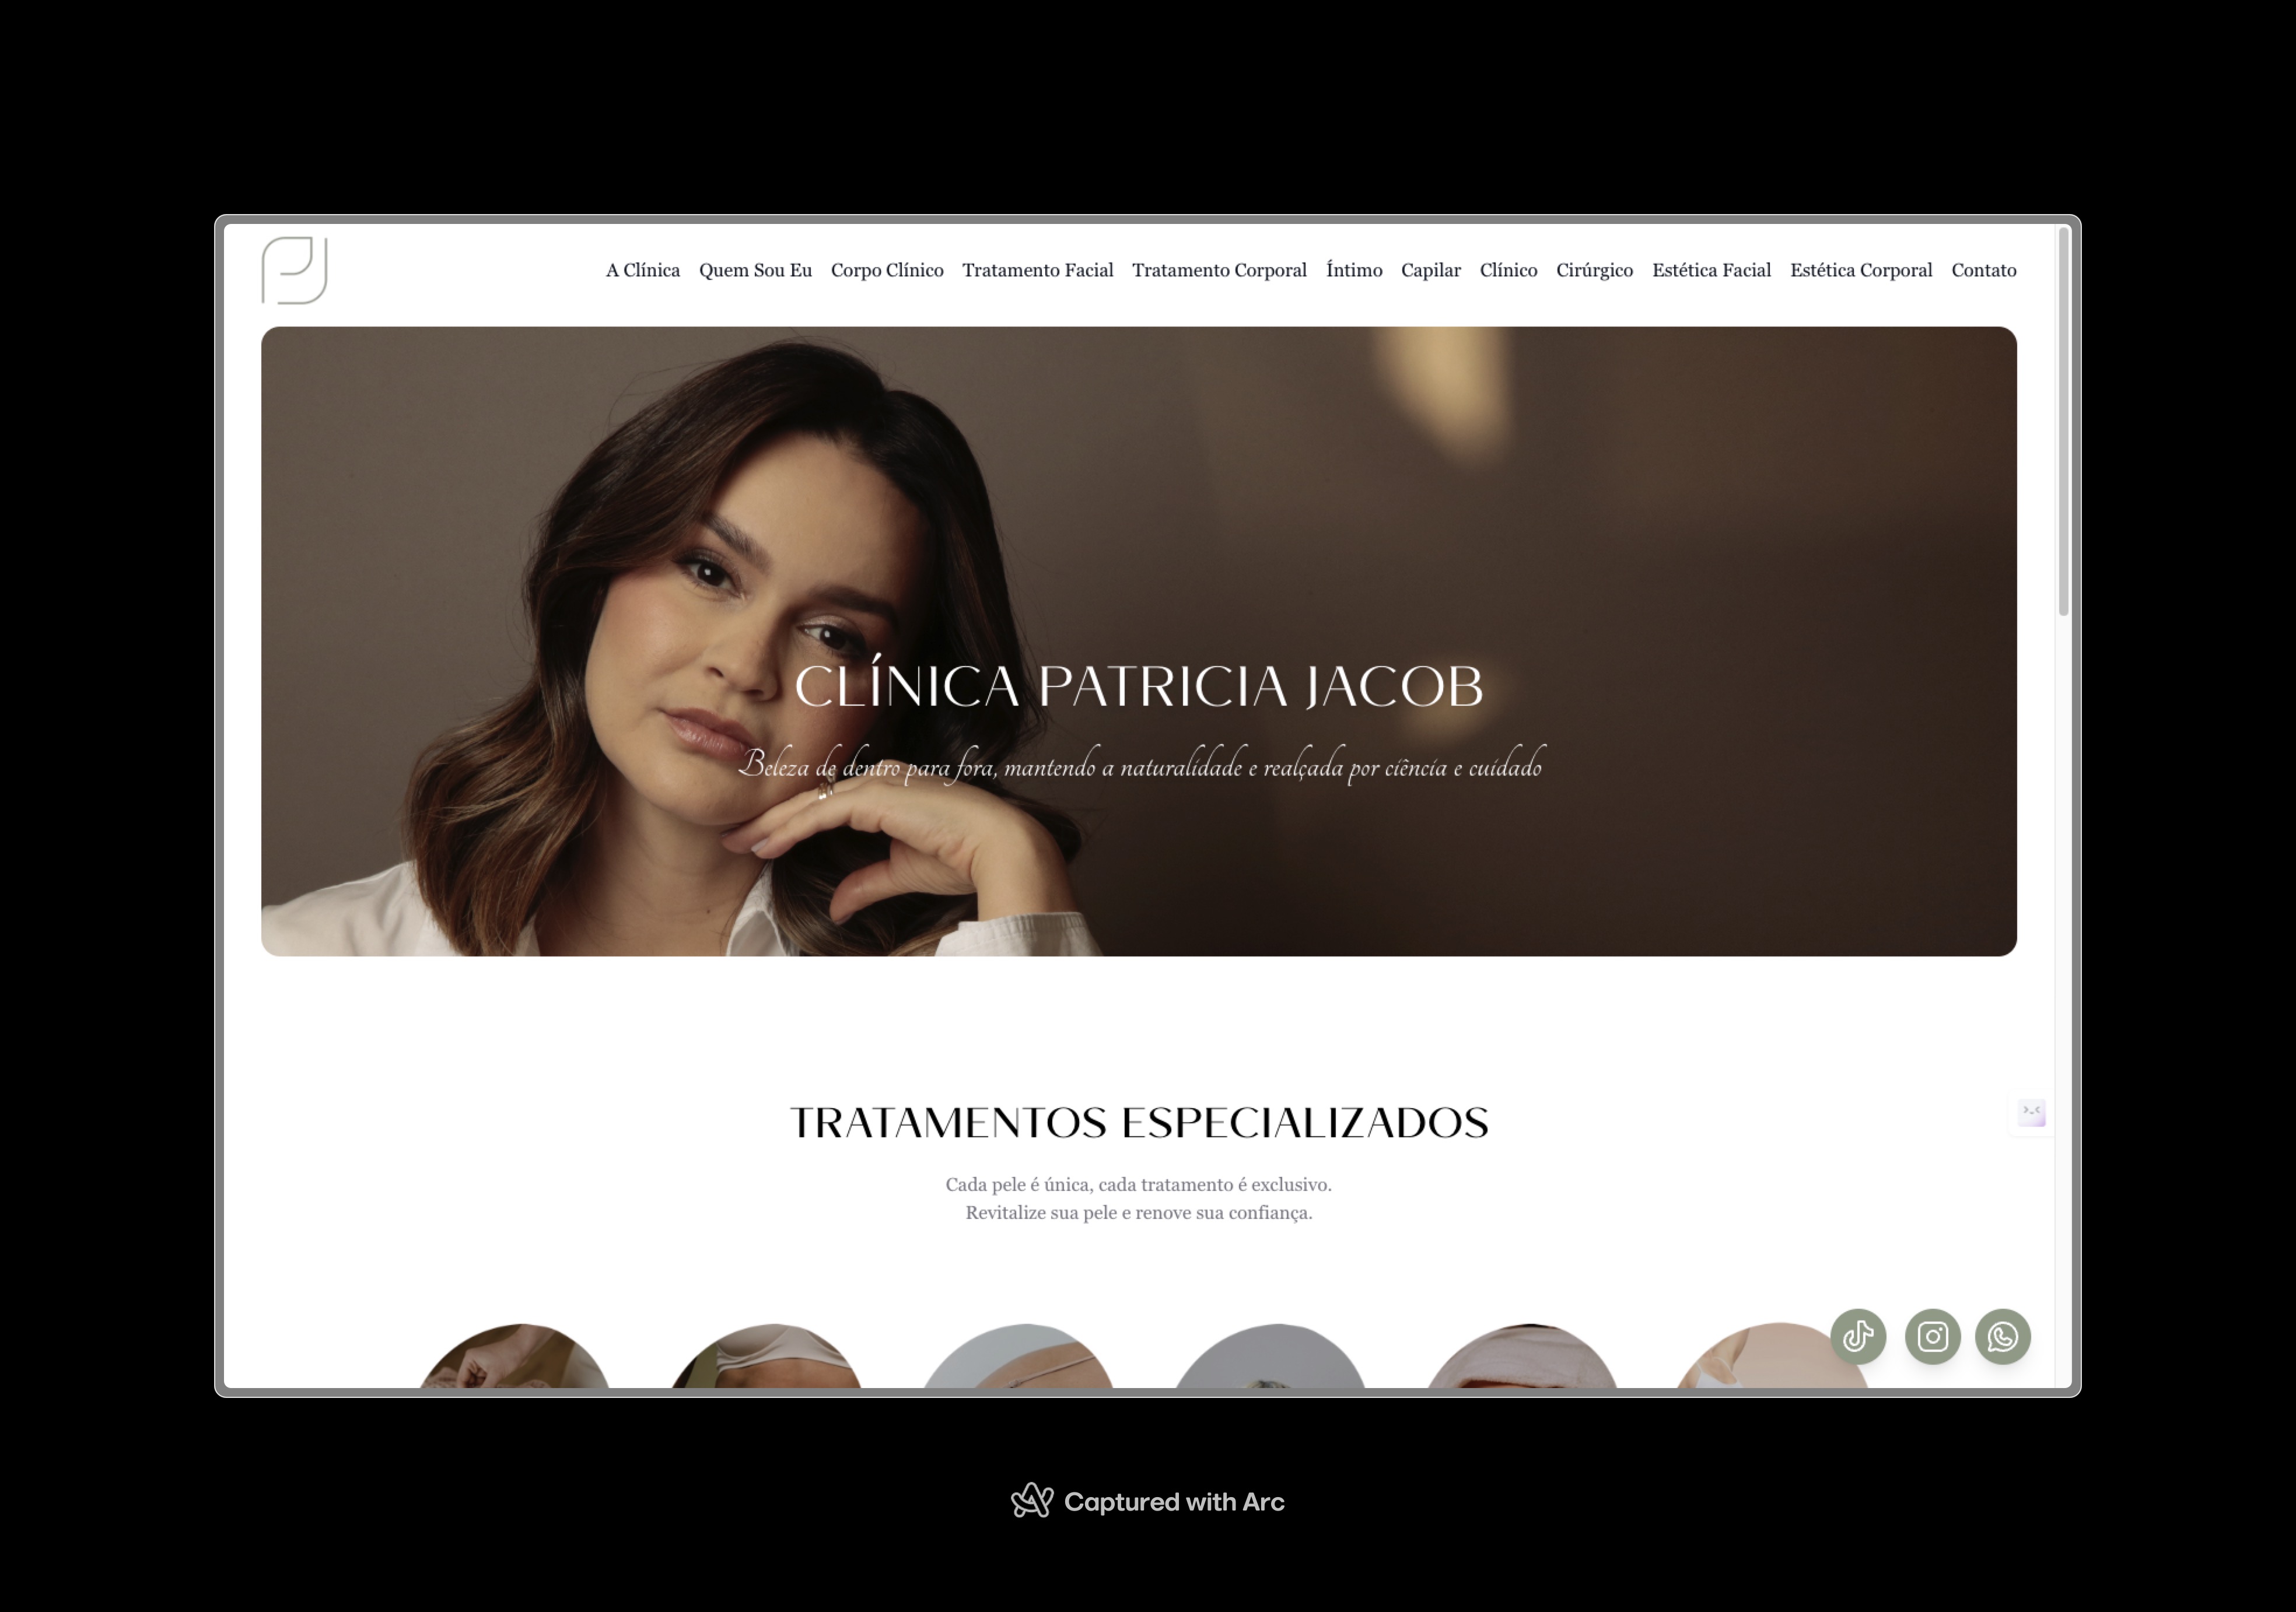 A Clínica Quem Sou Eu Corpo Clínico Tratamento Facial Tratamento Corporal Íntimo Capilar Clínico Cirúrgico Estética Facial Estética Corporal Contato
CLÍNICA PATRICIA JACOB
Beleza de dentro para fora, mantendo a naturalidade e realçada por ciência e cuidado
TRATAMENTOS ESPECIALIZADOS
Cada pele é única, cada tratamento é exclusivo.
Revitalize sua pele e renove sua confiança.
Captured with Arc